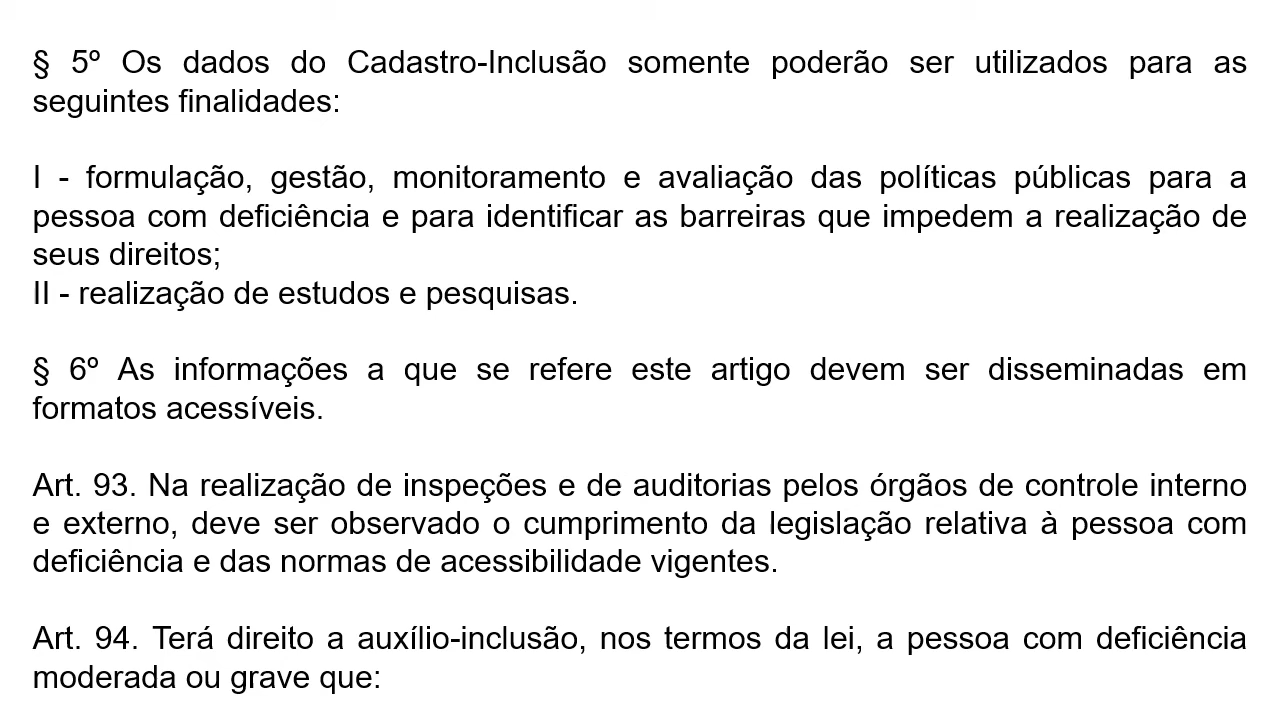 § 5º Os dados do Cadastro-Inclusão somente poderão ser utilizados para as
seguintes finalidades:
I - formulação, gestão, monitoramento e avaliação das políticas públicas para a
pessoa com deficiência e para identificar as barreiras que impedem a realização de
seus direitos;
II - realização de estudos e pesquisas.
§ 6º As informações a que se refere este artigo devem ser disseminadas em
formatos acessíveis.
Art. 93. Na realização de inspeções e de auditorias pelos órgãos de controle interno
e externo, deve ser observado o cumprimento da legislação relativa à pessoa com
deficiência e das normas de acessibilidade vigentes.
Art. 94. Terá direito a auxílio-inclusão, nos termos da lei, a pessoa com deficiência
moderada ou grave que: